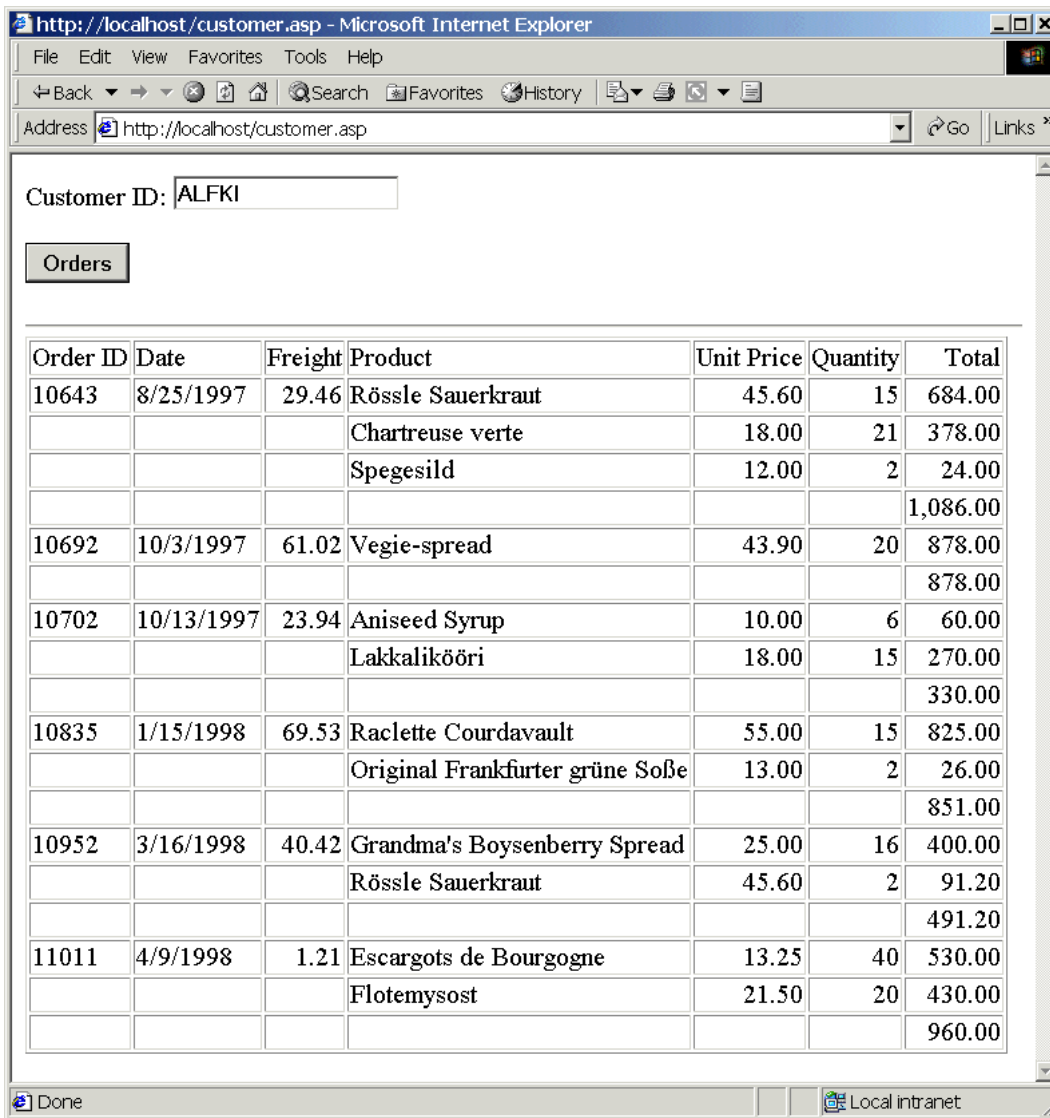 http://localhost/customer.asp - Microsoft Internet Explorer
File Edit View Favorites Tools Help
Back Search Favorites History
Address http://localhost/customer.asp Go Links »
Customer ID: ALFKI
Orders
Order ID Date Freight Product Unit Price Quantity Total
10643 8/25/1997 29.46 Rössle Sauerkraut 45.60 15 684.00
Chartreuse verte 18.00 21 378.00
Spegesild 12.00 2 24.00
1,086.00
10692 10/3/1997 61.02 Vegie-spread 43.90 20 878.00
878.00
10702 10/13/1997 23.94 Aniseed Syrup 10.00 6 60.00
Lakkalikööri 18.00 15 270.00
330.00
10835 1/15/1998 69.53 Raclette Courdavault 55.00 15 825.00
Original Frankfurter grüne Soße 13.00 2 26.00
851.00
10952 3/16/1998 40.42 Grandma's Boysenberry Spread 25.00 16 400.00
Rössle Sauerkraut 45.60 2 91.20
491.20
11011 4/9/1998 1.21 Escargots de Bourgogne 13.25 40 530.00
Flotemysost 21.50 20 430.00
960.00
Done Local intranet